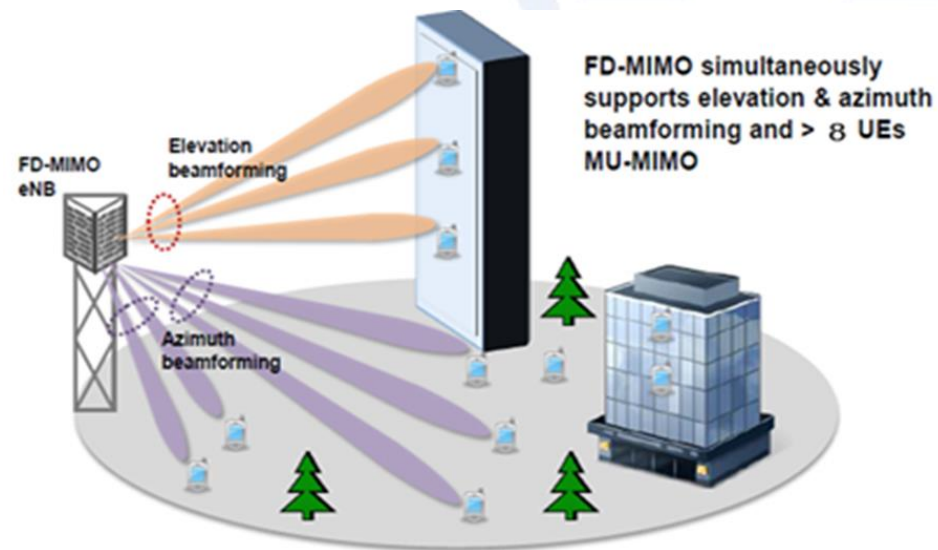 FD-MIMO simultaneously
supports elevation & azimuth
beamforming and > 8 UEs
MU-MIMO
Elevation
beamforming
FD-MIMO
eNB
Azimuth
beamforming